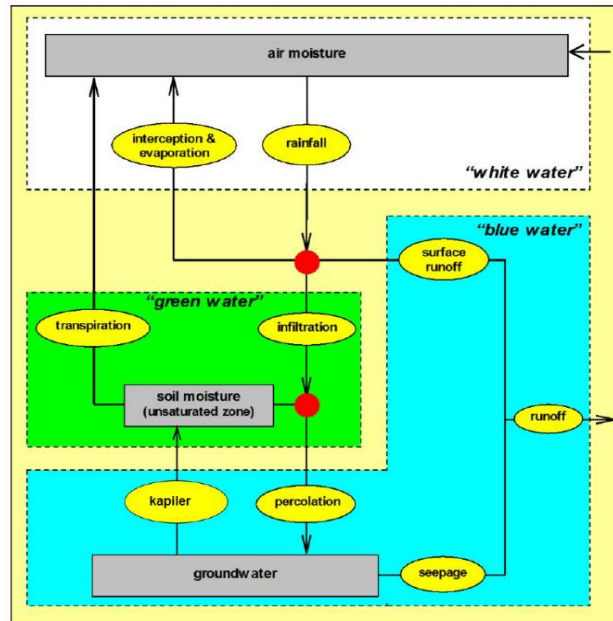 air moisture
interception &
evaporation
rainfall
“white water”
“blue water”
surface
runoff
“green water”
transpiration
infiltration
soil moisture
(unsaturated zone)
runoff
kapiler
percolation
groundwater
seepage